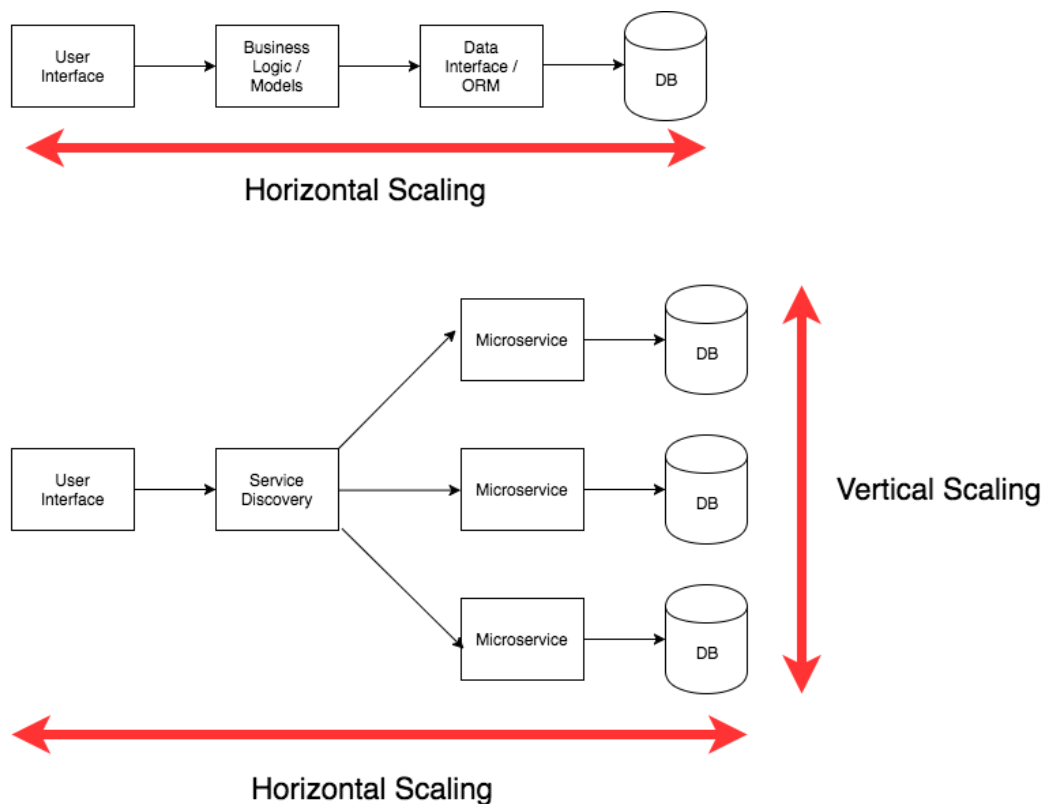 User
Interface
Business
Logic /
Models
Data
Interface /
ORM
DB
Horizontal Scaling
Microservice
DB
User
Interface
Service
Discovery
Microservice
DB
Vertical Scaling
Microservice
DB
Horizontal Scaling